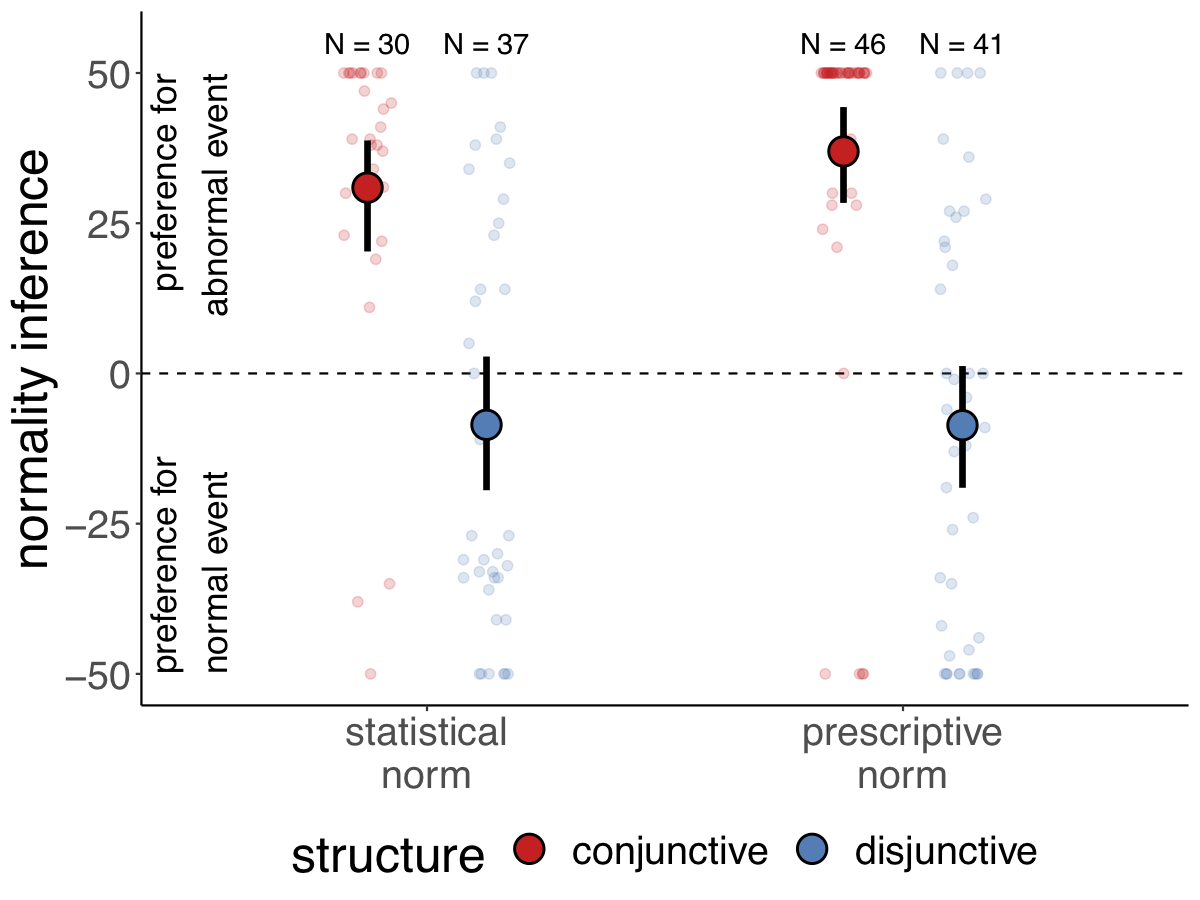 N = 30 N = 37 N = 46 N = 41
50
25
0
−25
−50
normality inference
preference for
abnormal event
preference for
normal event
statistical
norm
prescriptive
norm
structure conjunctive disjunctive